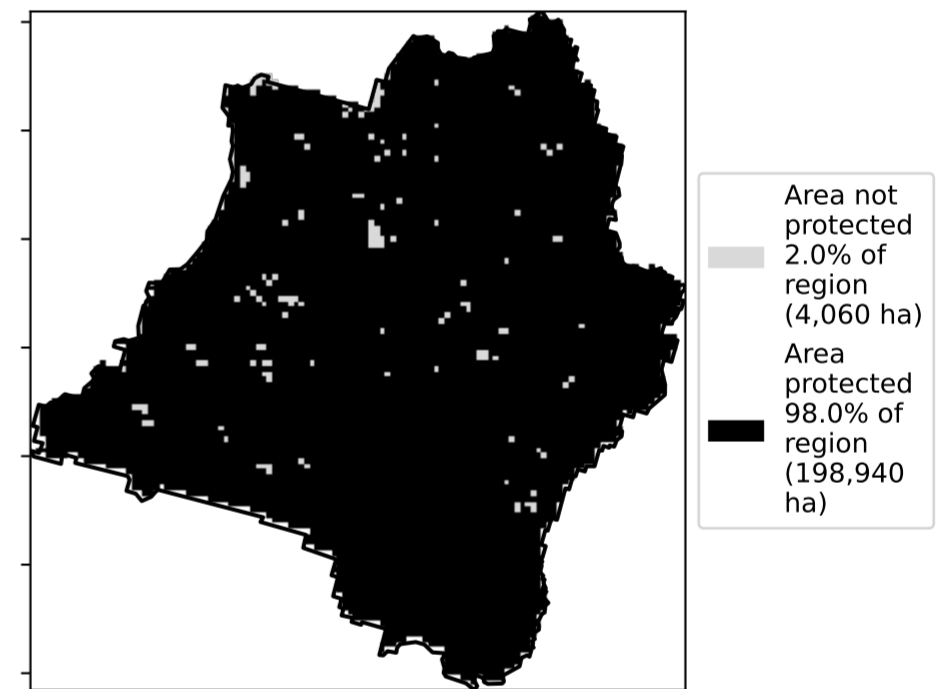 Area not
protected
2.0% of
region
(4,060 ha)
Area
protected
98.0% of
region
(198,940
ha)